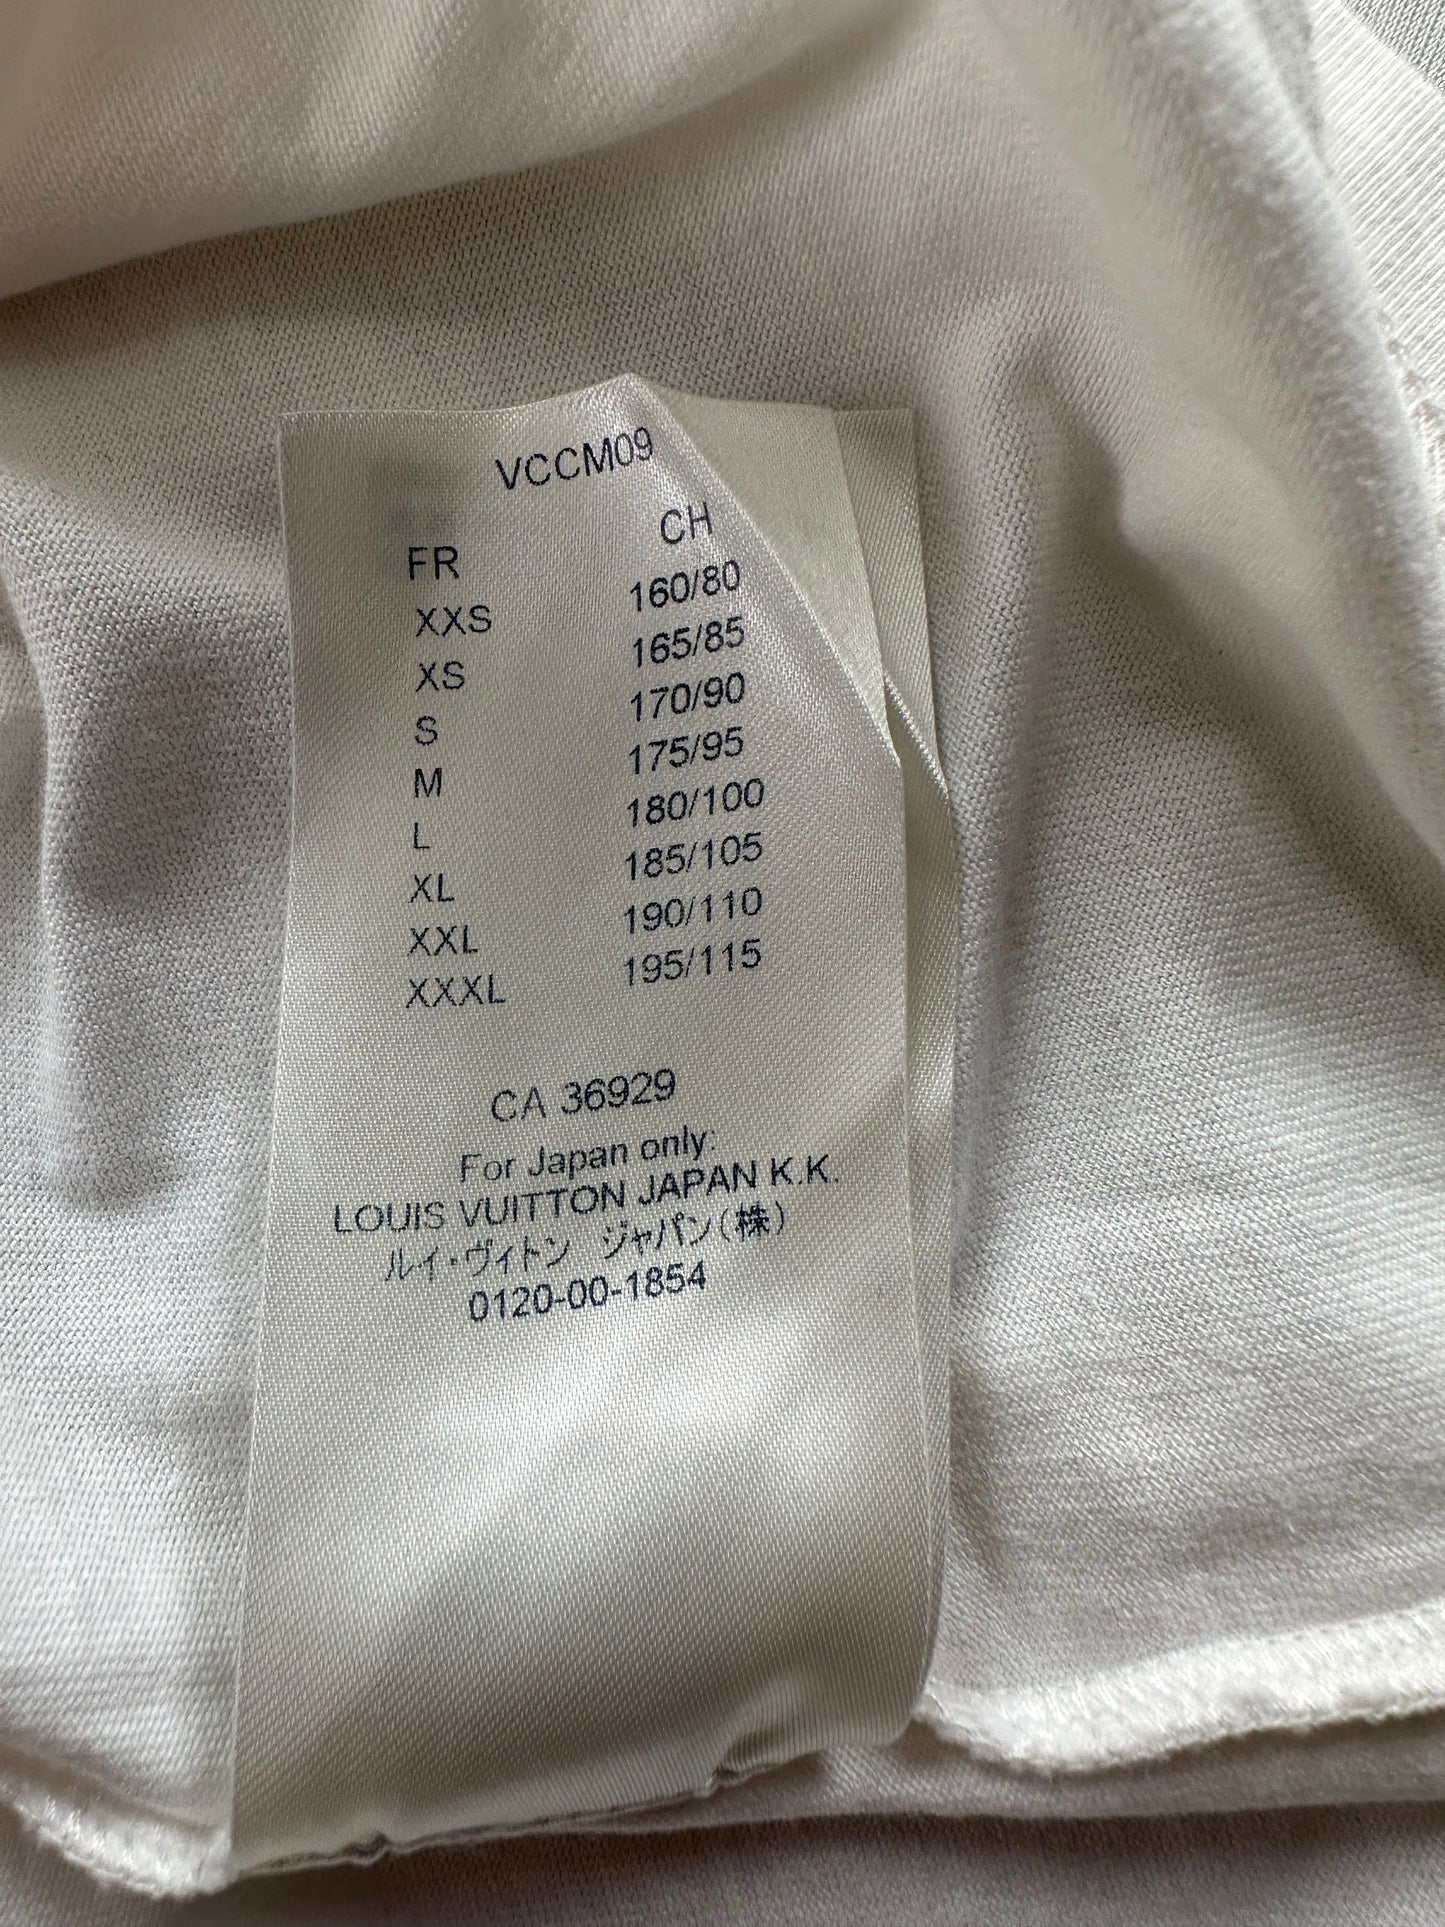 VCCM09
FR CH
XXS 160/80
XS 165/85
S 170/90
M 175/95
L 180/100
XL 185/105
XXL 190/110
XXXL 195/115
CA 36929
For Japan only:
LOUIS VUITTON JAPAN K.K.
ルイ・ヴィトン ジャパン(株)
0120-00-1854